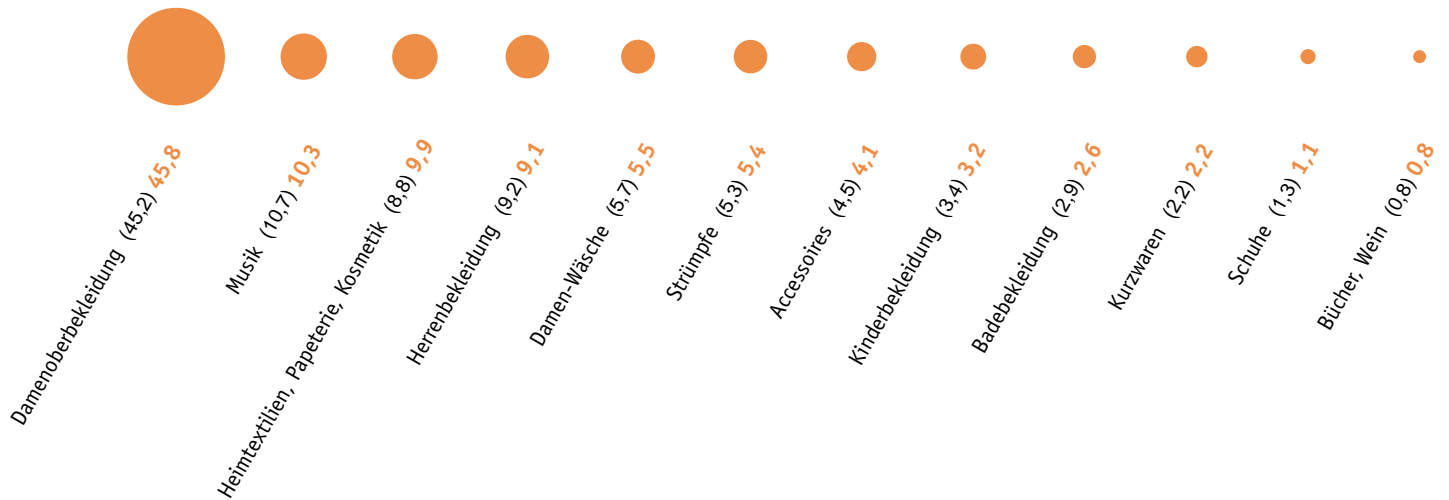 Damenoberbekleidung (45,2) 45,8
Musik (10,7) 10,3
Heimtextilien, Papeterie, Kosmetik (8,8) 9,9
Herrenbekleidung (9,2) 9,1
Damen-Wäsche (5,7) 5,5
Strümpfe (5,3) 5,4
Accessoires (4,5) 4,1
Kinderbekleidung (3,4) 3,2
Badebekleidung (2,9) 2,6
Kurzwaren (2,2) 2,2
Schuhe (1,3) 1,1
Bücher, Wein (0,8) 0,8